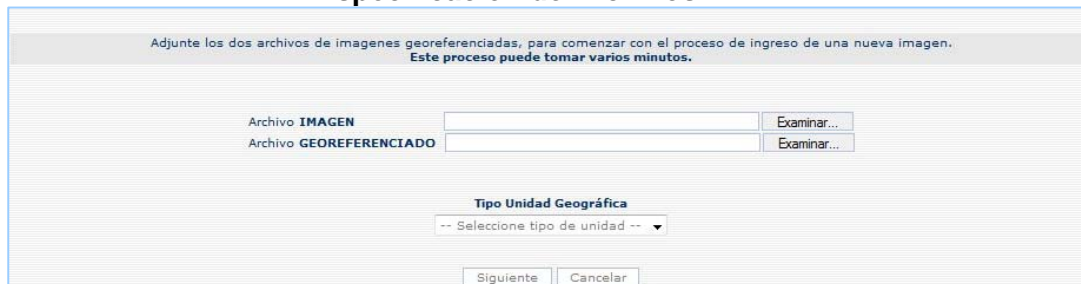 Adjunte los dos archivos de imagenes georeferenciadas, para comenzar con el proceso de ingreso de una nueva imagen.
Este proceso puede tomar varios minutos.
Archivo IMAGEN Examinar...
Archivo GEOREFERENCIADO Examinar...
Tipo Unidad Geográfica
-- Seleccione tipo de unidad --
Siguiente Cancelar